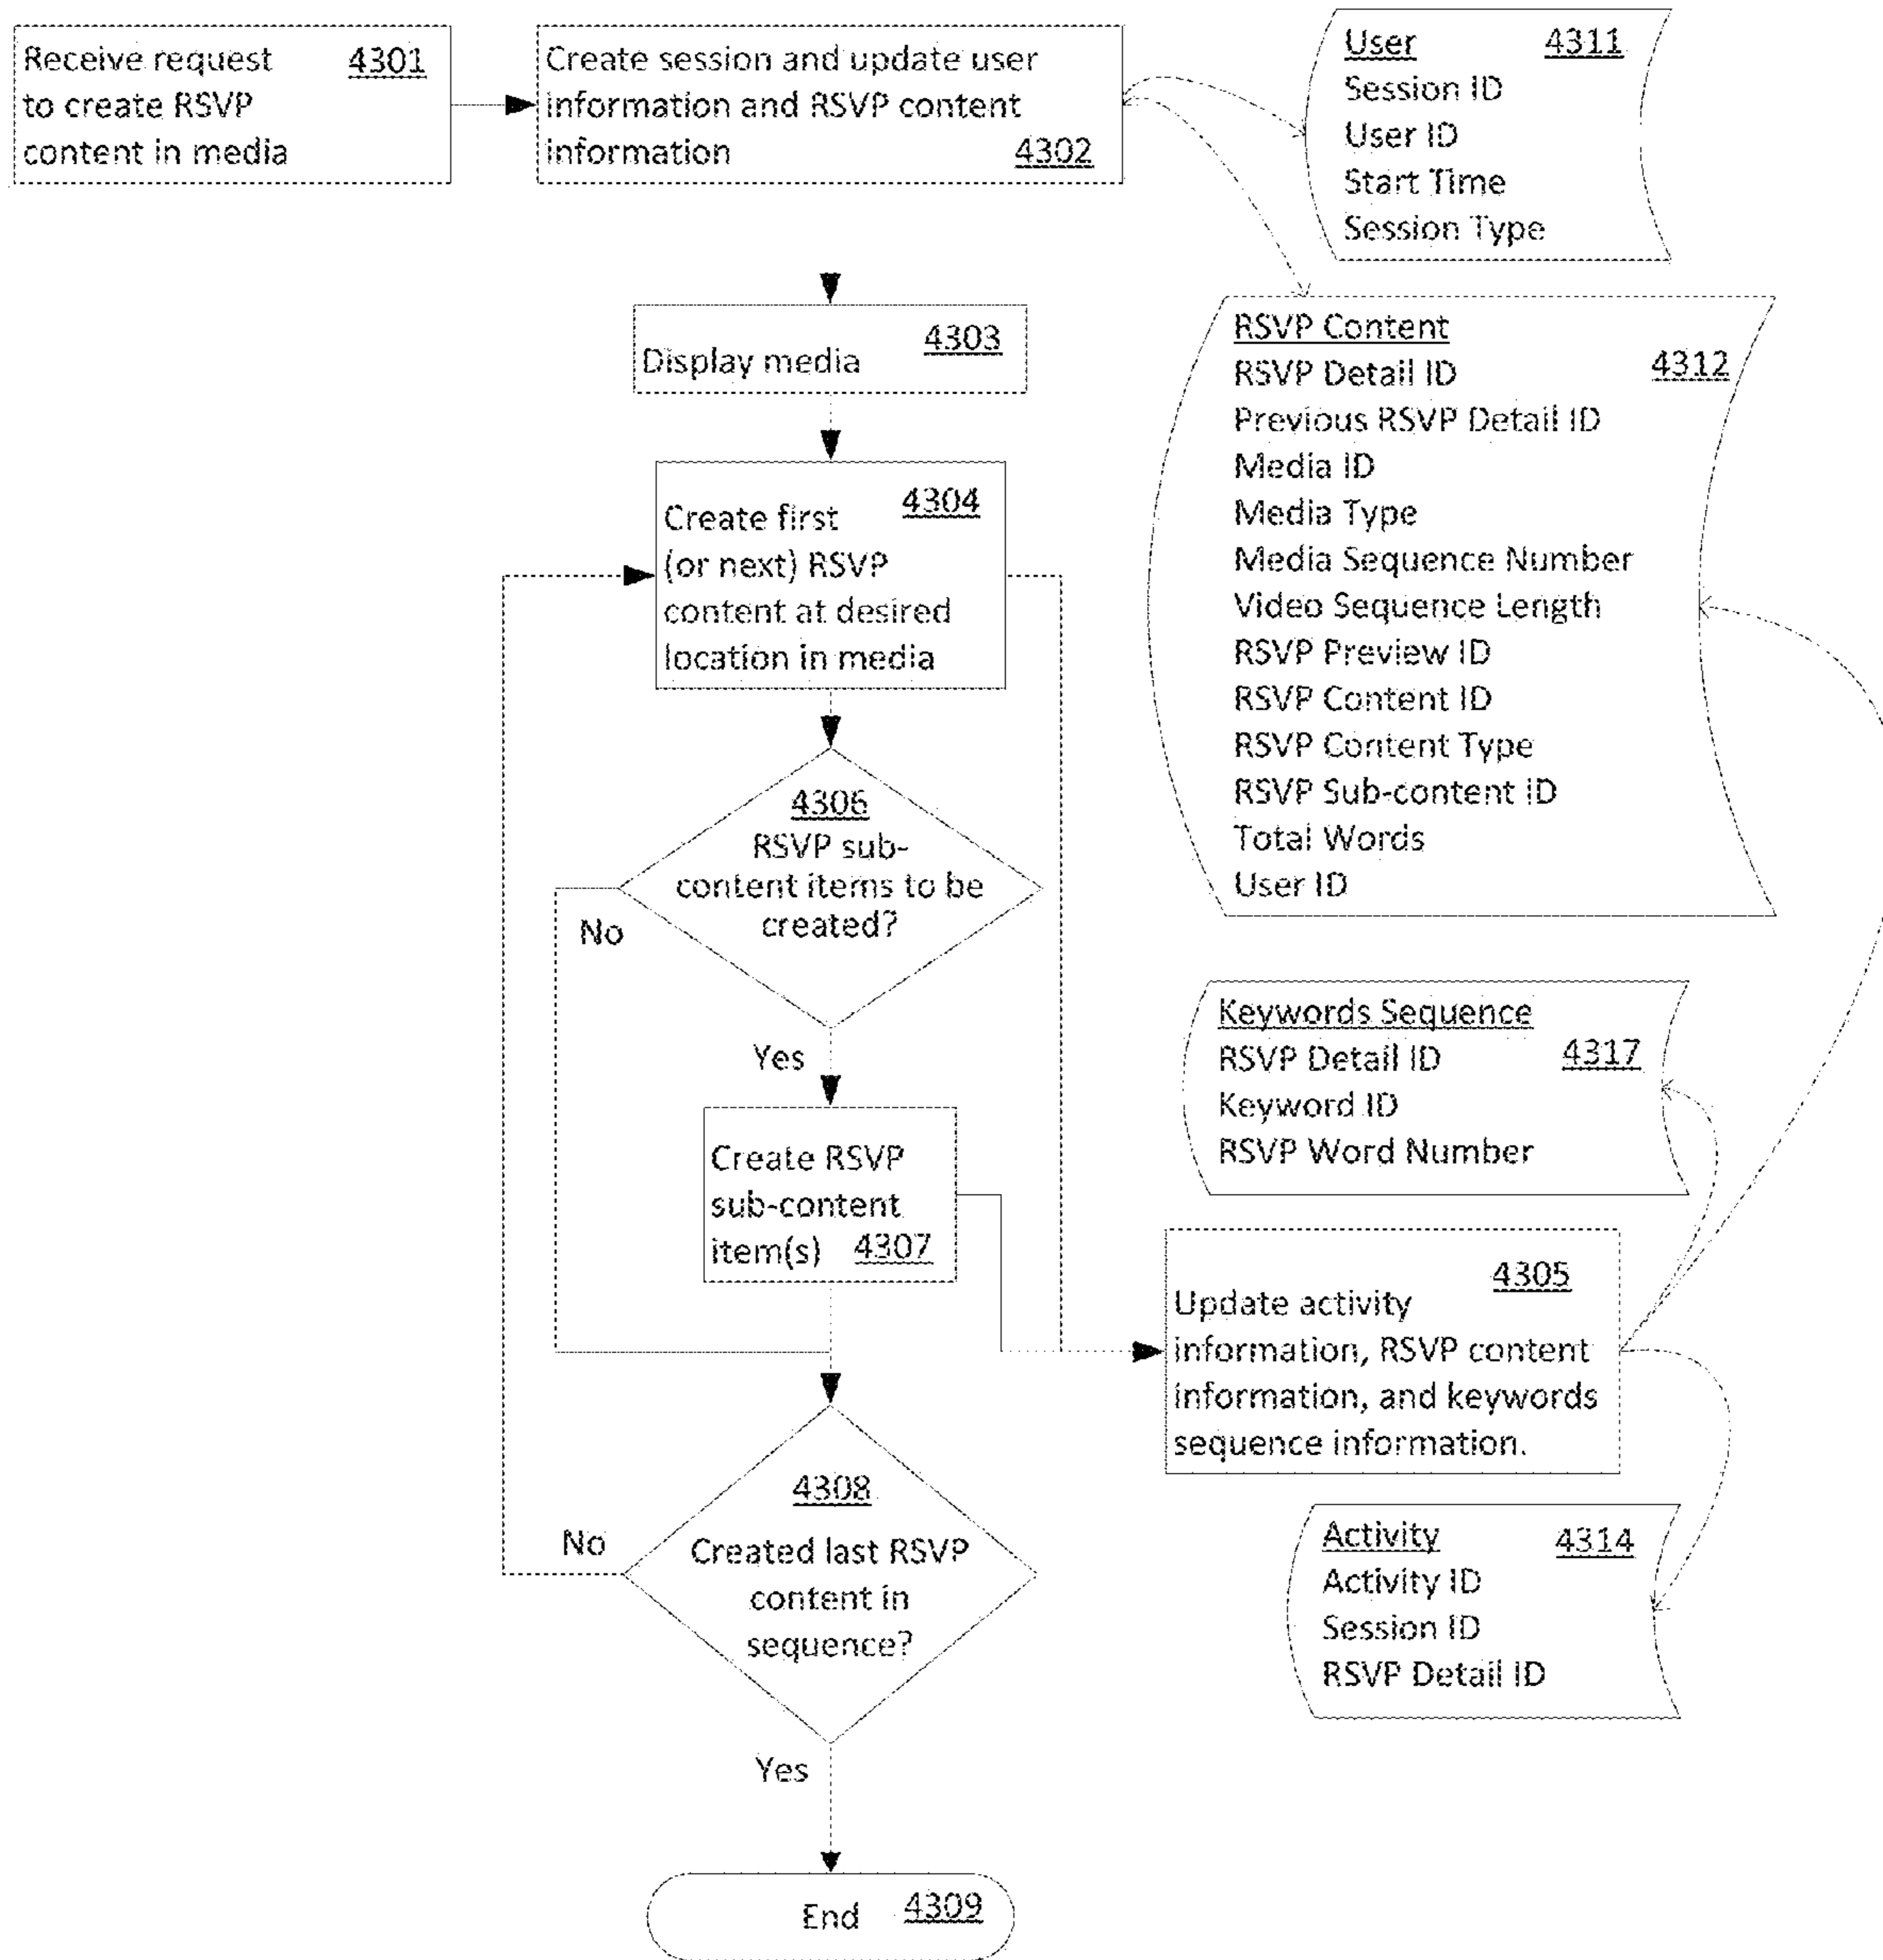 Receive request 4301
to create RSVP
content in media
Create session and update user
information and RSVP content
information 4302
User 4311
Session ID
User ID
Start Time
Session Type
Display media 4303
RSVP Content
RSVP Detail ID 4312
Previous RSVP Detail ID
Media ID
Media Type
Media Sequence Number
Video Sequence Length
RSVP Preview ID
RSVP Content ID
RSVP Content Type
RSVP Sub-content ID
Total Words
User ID
4304
Create first
(or next) RSVP
content at desired
location in media
4306
RSVP sub-
content items to be
created?
No
Yes
Keywords Sequence
RSVP Detail ID 4317
Keyword ID
RSVP Word Number
Create RSVP
sub-content
item(s) 4307
4305
Update activity
information, RSVP content
information, and keywords
sequence information.
4308
Created last RSVP
content in
sequence?
No
Yes
Activity 4314
Activity ID
Session ID
RSVP Detail ID
End 4309